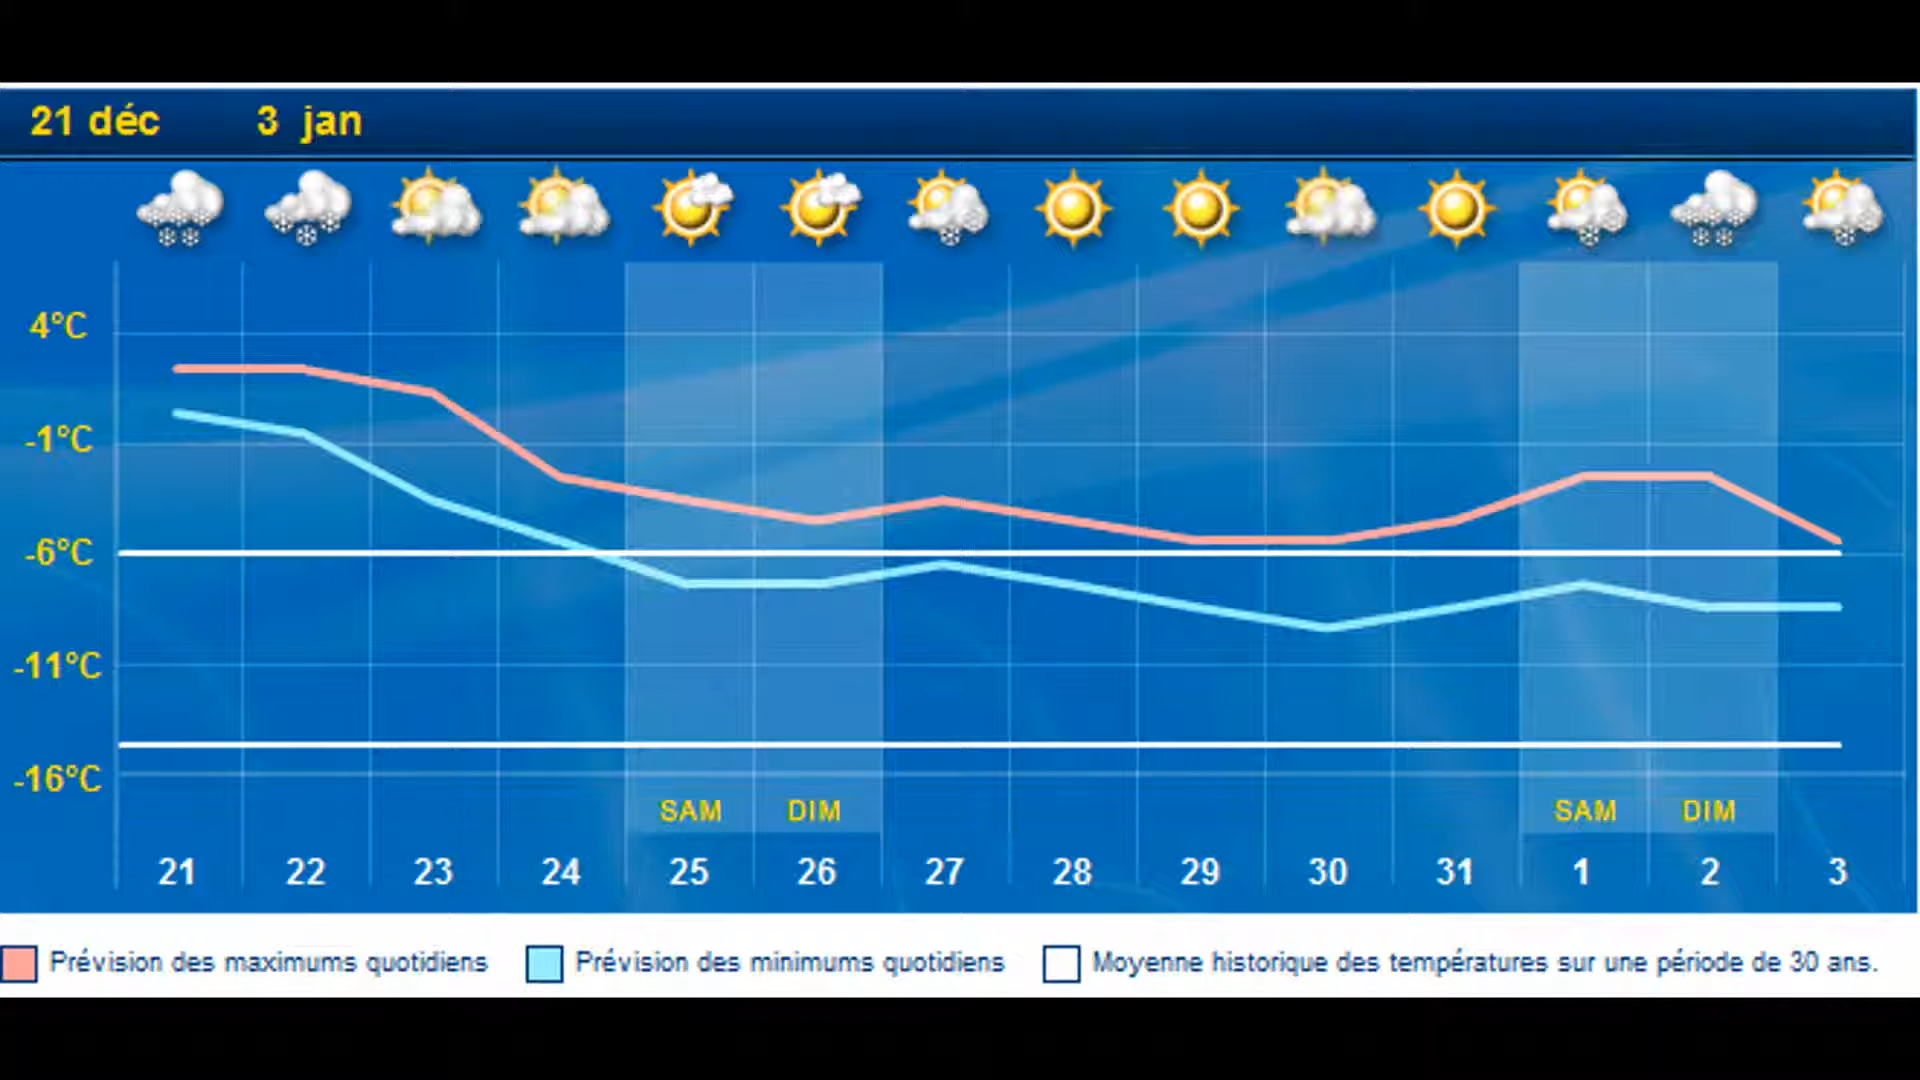 21 déc 3 jan
4°C
-1°C
-6°C
-11°C
-16°C
SAM DIM SAM DIM
21 22 23 24 25 26 27 28 29 30 31 1 2 3
Prévision des maximums quotidiens Prévision des minimums quotidiens Moyenne historique des températures sur une période de 30 ans.